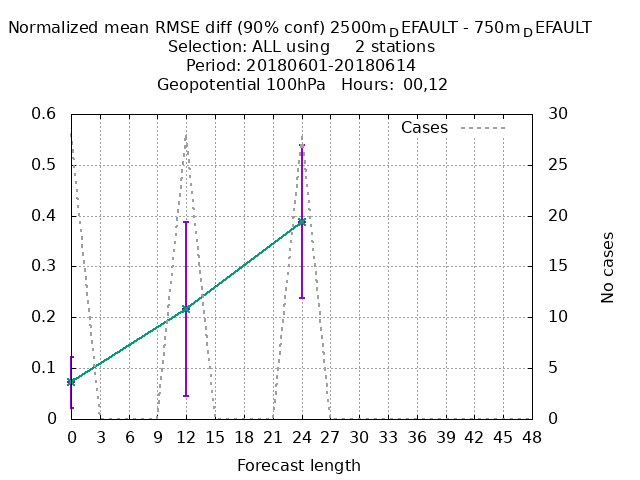 Normalized mean RMSE diff (90% conf) 2500m_DEFAULT - 750m_DEFAULT
Selection: ALL using 2 stations
Period: 20180601-20180614
Geopotential 100hPa Hours: 00,12
Cases
0.6
0.5
0.4
0.3
0.2
0.1
0
30
25
20
15
10
5
0
No cases
0 3 6 9 12 15 18 21 24 27 30 33 36 39 42 45 48
Forecast length